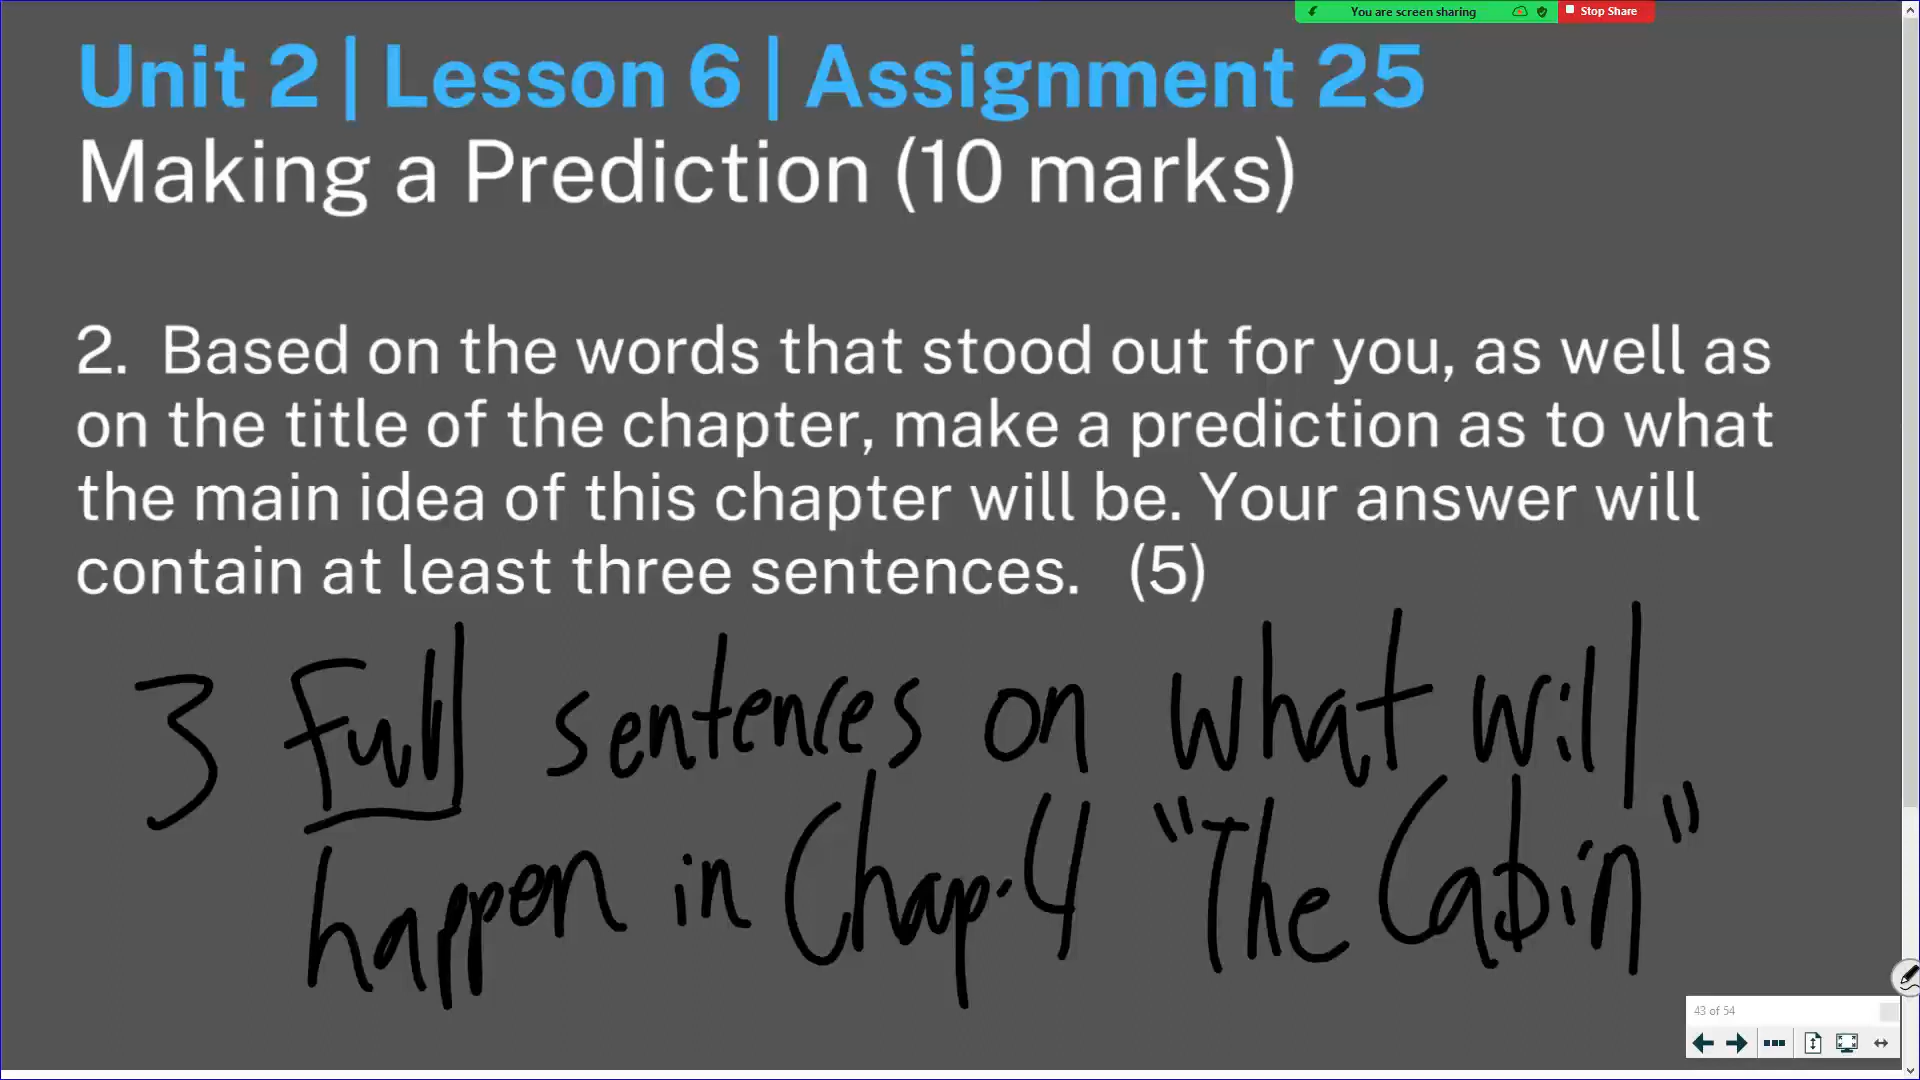 You are screen sharing
Stop Share
Unit 2 | Lesson 6 | Assignment 25
Making a Prediction (10 marks)
2. Based on the words that stood out for you, as well as
on the title of the chapter, make a prediction as to what
the main idea of this chapter will be. Your answer will
contain at least three sentences. (5)
3 Full sentences on what will
happen in Chap. 4 "The Cabin"
43 of 54